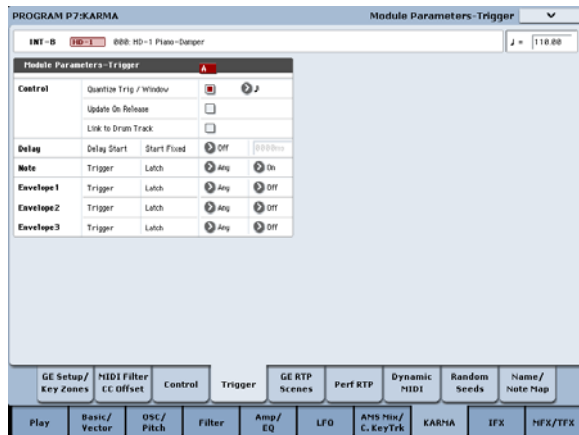 PROGRAM P7:KARMA Module Parameters-Trigger
INT-B HD-1 000: HD-1 Piano-Damper ♩ = 110.00
Module Parameters-Trigger A
Control Quantize Trig / Window ♪
Update On Release
Link to Drum Track
Delay Delay Start Start Fixed Off 0000ms
Note Trigger Latch Any On
Envelope1 Trigger Latch Any Off
Envelope2 Trigger Latch Any Off
Envelope3 Trigger Latch Any Off
GE Setup/ MIDI Filter Control Trigger GE RTP Perf RTP Dynamic Random Name/
Key Zones CC Offset Scenes MIDI Seeds Note Map
Play Basic/ OSC/ Filter Amp/ LFO AMS Mix/ KARMA IFX MFX/TFX
Vector Pitch EQ C. KeyTrk